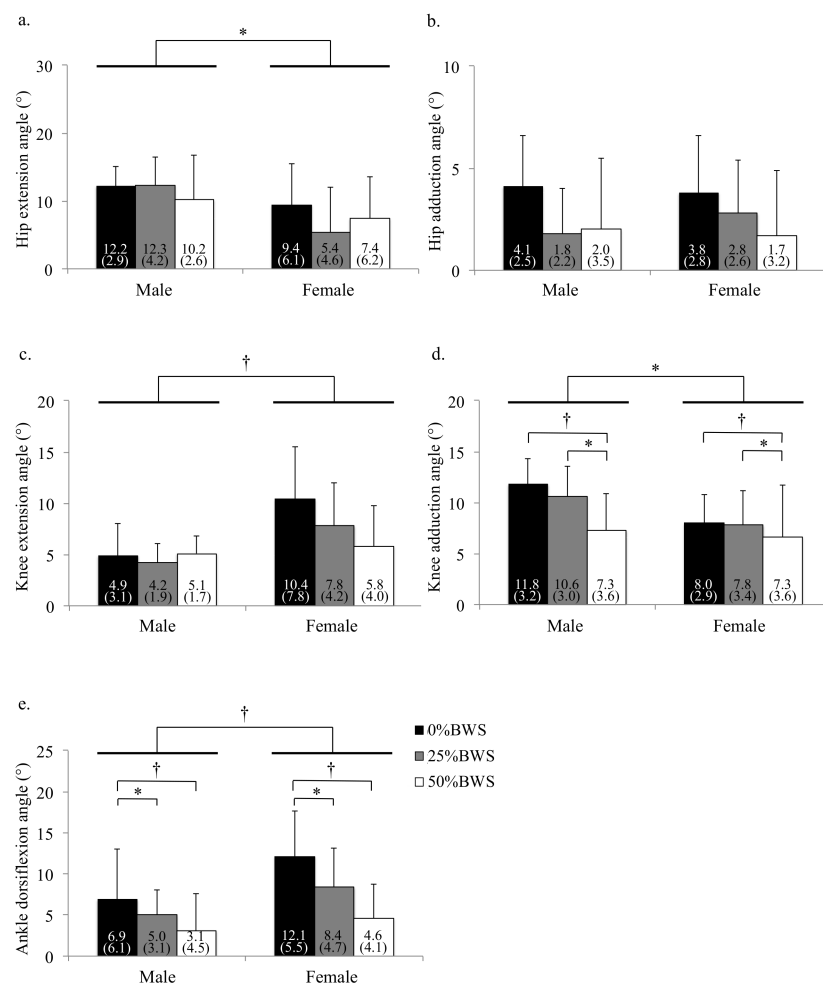 a.
*
Hip extension angle (°)
30
20
10
0
12.2 12.3 10.2
(2.9) (4.2) (2.6)
9.4 5.4 7.4
(6.1) (4.6) (6.2)
Male Female
b.
Hip adduction angle (°)
10
5
0
4.1 1.8 2.0
(2.5) (2.2) (3.5)
3.8 2.8 1.7
(2.8) (2.6) (3.2)
Male Female
c.
†
Knee extension angle (°)
20
15
10
5
0
4.9 4.2 5.1
(3.1) (1.9) (1.7)
10.4 7.8 5.8
(7.8) (4.2) (4.0)
Male Female
d.
*
Knee adduction angle (°)
20
15
10
5
0
† †
* *
11.8 10.6 7.3
(3.2) (3.0) (3.6)
8.0 7.8 7.3
(2.9) (3.4) (3.6)
Male Female
e.
†
Ankle dorsiflexion angle (°)
25
20
15
10
5
0
† †
* *
6.9 5.0 3.1
(6.1) (3.1) (4.5)
12.1 8.4 4.6
(5.5) (4.7) (4.1)
Male Female
0%BWS
25%BWS
50%BWS